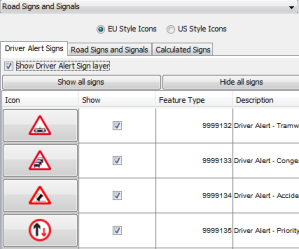 Road Signs and Signals
EU Style Icons US Style Icons
Driver Alert Signs Road Signs and Signals Calculated Signs
Show Driver Alert Sign layer
Show all signs Hide all signs
Icon Show Feature Type Description
9999132 Driver Alert - Tramw
9999133 Driver Alert - Conge
9999134 Driver Alert - Accide
9999135 Driver Alert - Priority